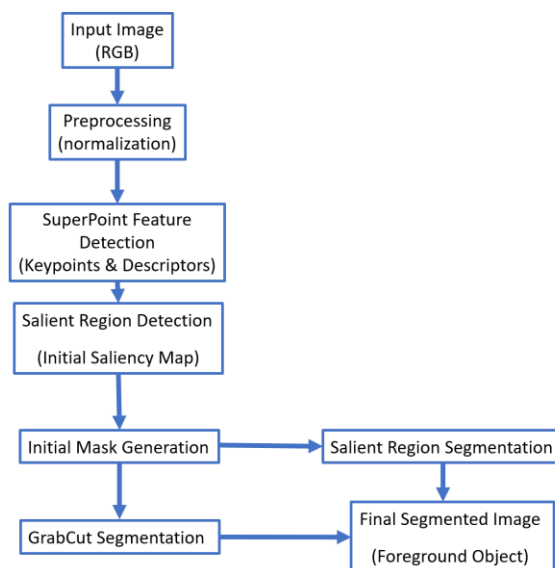 Input Image
(RGB)
Preprocessing
(normalization)
SuperPoint Feature
Detection
(Keypoints & Descriptors)
Salient Region Detection
(Initial Saliency Map)
Initial Mask Generation
Salient Region Segmentation
GrabCut Segmentation
Final Segmented Image
(Foreground Object)